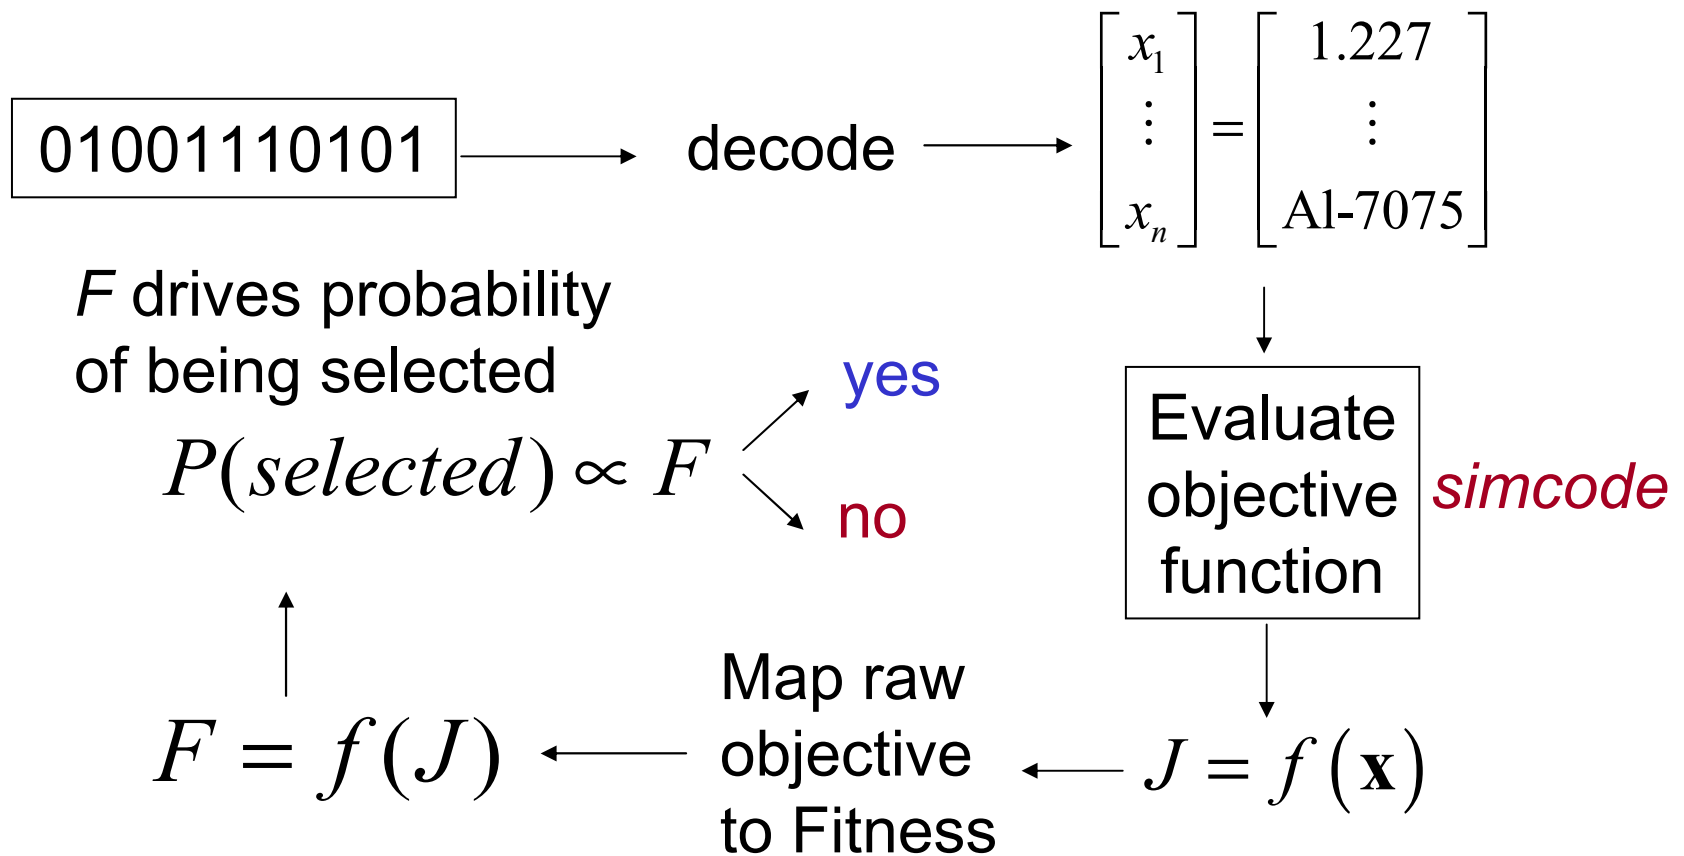 01001110101
decode
x₁ ⋮ xₙ = 1.227 ⋮ Al-7075
F drives probability
of being selected
P(selected) ∝ F
yes
no
Evaluate
objective
function
simcode
J = f(x)
Map raw
objective
to Fitness
F = f(J)